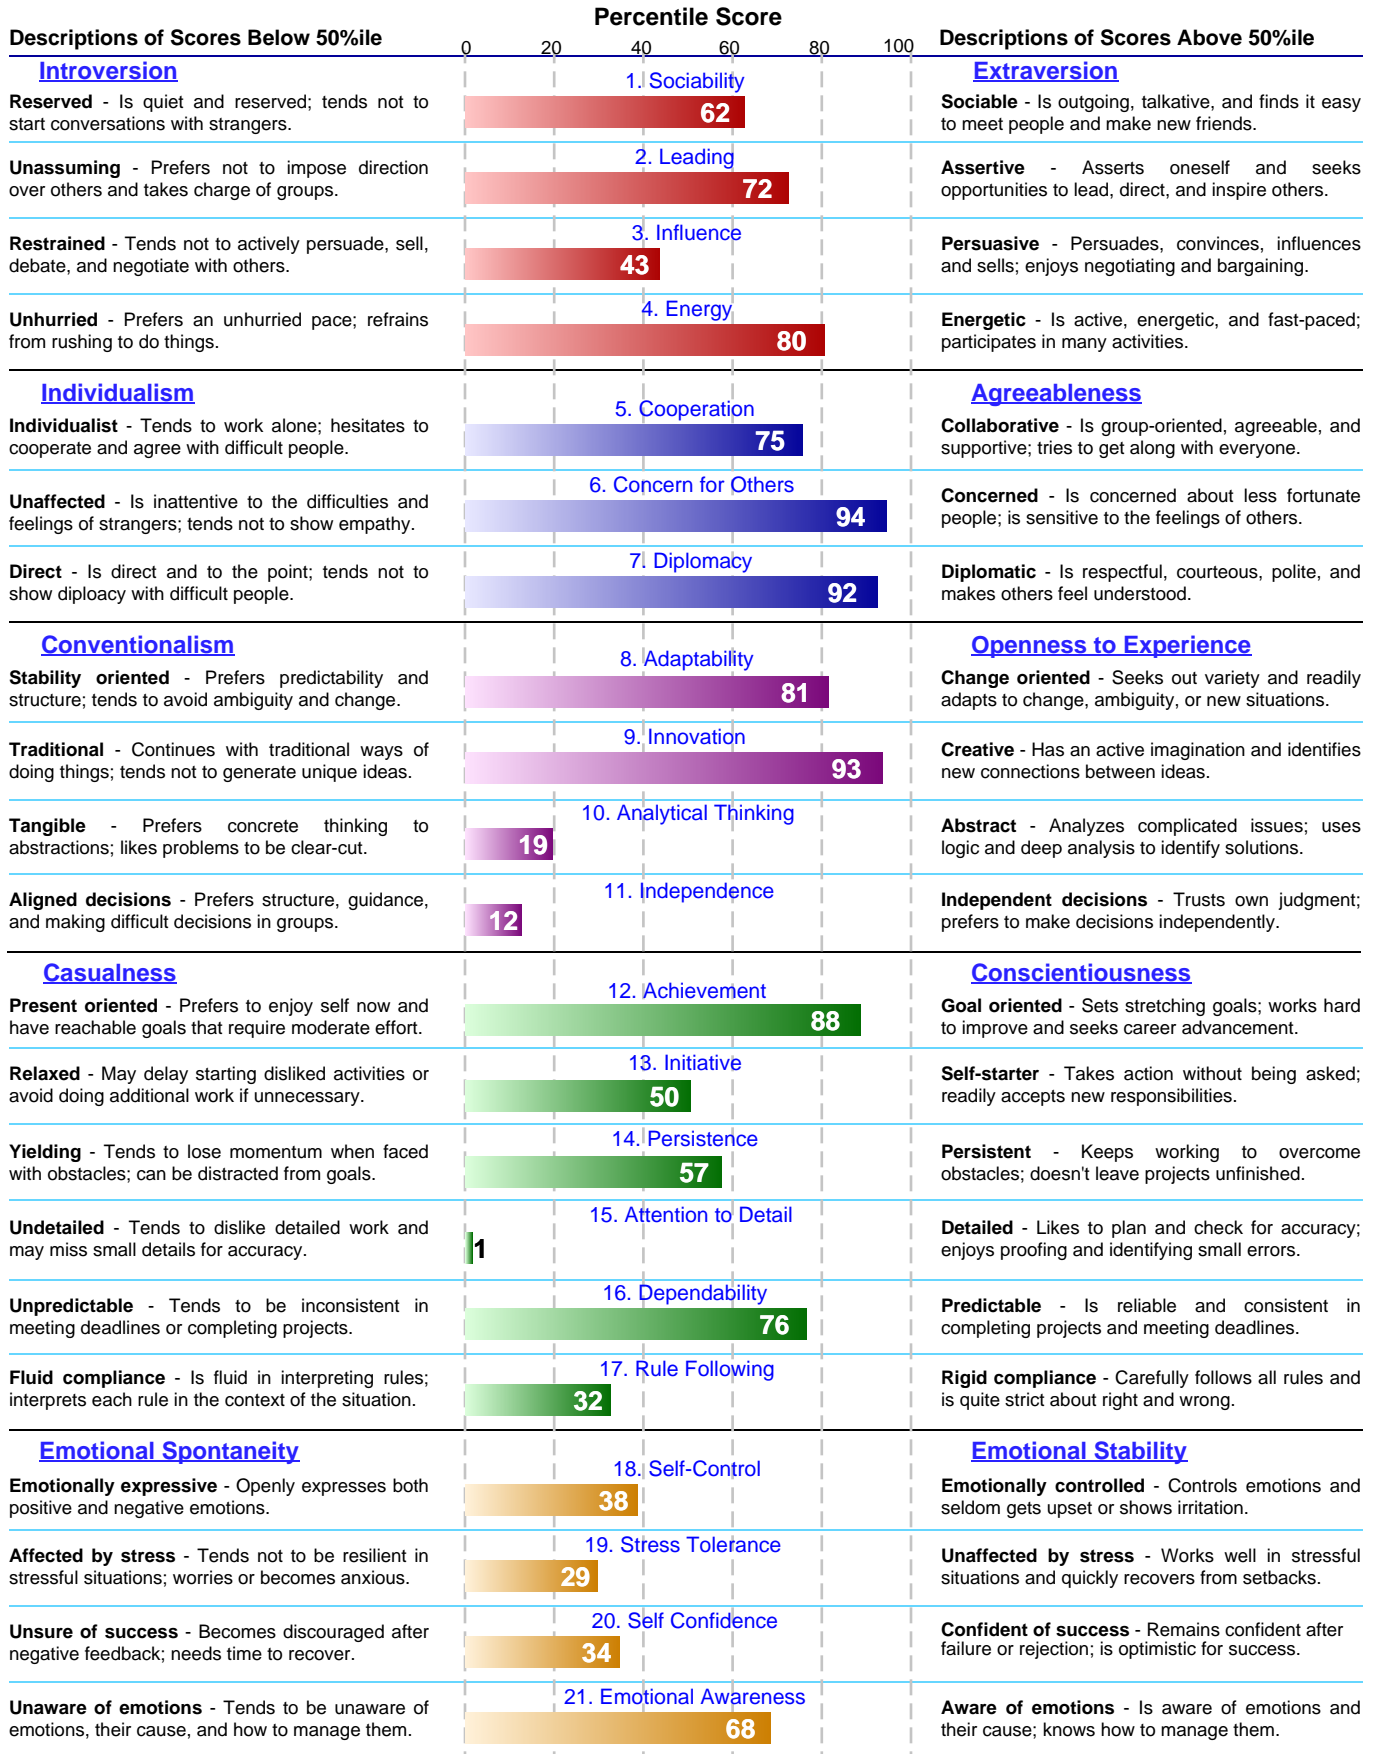 Percentile Score
Descriptions of Scores Below 50%ile
0 20 40 60 80 100
Descriptions of Scores Above 50%ile
Introversion
Extraversion
Reserved - Is quiet and reserved; tends not to
start conversations with strangers.
1. Sociability
62
Sociable - Is outgoing, talkative, and finds it easy
to meet people and make new friends.
Unassuming - Prefers not to impose direction
over others and takes charge of groups.
2. Leading
72
Assertive - Asserts oneself and seeks
opportunities to lead, direct, and inspire others.
Restrained - Tends not to actively persuade, sell,
debate, and negotiate with others.
3. Influence
43
Persuasive - Persuades, convinces, influences
and sells; enjoys negotiating and bargaining.
Unhurried - Prefers an unhurried pace; refrains
from rushing to do things.
4. Energy
80
Energetic - Is active, energetic, and fast-paced;
participates in many activities.
Individualism
Agreeableness
Individualist - Tends to work alone; hesitates to
cooperate and agree with difficult people.
5. Cooperation
75
Collaborative - Is group-oriented, agreeable, and
supportive; tries to get along with everyone.
Unaffected - Is inattentive to the difficulties and
feelings of strangers; tends not to show empathy.
6. Concern for Others
94
Concerned - Is concerned about less fortunate
people; is sensitive to the feelings of others.
Direct - Is direct and to the point; tends not to
show diploacy with difficult people.
7. Diplomacy
92
Diplomatic - Is respectful, courteous, polite, and
makes others feel understood.
Conventionalism
Openness to Experience
Stability oriented - Prefers predictability and
structure; tends to avoid ambiguity and change.
8. Adaptability
81
Change oriented - Seeks out variety and readily
adapts to change, ambiguity, or new situations.
Traditional - Continues with traditional ways of
doing things; tends not to generate unique ideas.
9. Innovation
93
Creative - Has an active imagination and identifies
new connections between ideas.
Tangible - Prefers concrete thinking to
abstractions; likes problems to be clear-cut.
10. Analytical Thinking
19
Abstract - Analyzes complicated issues; uses
logic and deep analysis to identify solutions.
Aligned decisions - Prefers structure, guidance,
and making difficult decisions in groups.
11. Independence
12
Independent decisions - Trusts own judgment;
prefers to make decisions independently.
Casualness
Conscientiousness
Present oriented - Prefers to enjoy self now and
have reachable goals that require moderate effort.
12. Achievement
88
Goal oriented - Sets stretching goals; works hard
to improve and seeks career advancement.
Relaxed - May delay starting disliked activities or
avoid doing additional work if unnecessary.
13. Initiative
50
Self-starter - Takes action without being asked;
readily accepts new responsibilities.
Yielding - Tends to lose momentum when faced
with obstacles; can be distracted from goals.
14. Persistence
57
Persistent - Keeps working to overcome
obstacles; doesn't leave projects unfinished.
Undetailed - Tends to dislike detailed work and
may miss small details for accuracy.
15. Attention to Detail
1
Detailed - Likes to plan and check for accuracy;
enjoys proofing and identifying small errors.
Unpredictable - Tends to be inconsistent in
meeting deadlines or completing projects.
16. Dependability
76
Predictable - Is reliable and consistent in
completing projects and meeting deadlines.
Fluid compliance - Is fluid in interpreting rules;
interprets each rule in the context of the situation.
17. Rule Following
32
Rigid compliance - Carefully follows all rules and
is quite strict about right and wrong.
Emotional Spontaneity
Emotional Stability
Emotionally expressive - Openly expresses both
positive and negative emotions.
18. Self-Control
38
Emotionally controlled - Controls emotions and
seldom gets upset or shows irritation.
Affected by stress - Tends not to be resilient in
stressful situations; worries or becomes anxious.
19. Stress Tolerance
29
Unaffected by stress - Works well in stressful
situations and quickly recovers from setbacks.
Unsure of success - Becomes discouraged after
negative feedback; needs time to recover.
20. Self Confidence
34
Confident of success - Remains confident after
failure or rejection; is optimistic for success.
Unaware of emotions - Tends to be unaware of
emotions, their cause, and how to manage them.
21. Emotional Awareness
68
Aware of emotions - Is aware of emotions and
their cause; knows how to manage them.